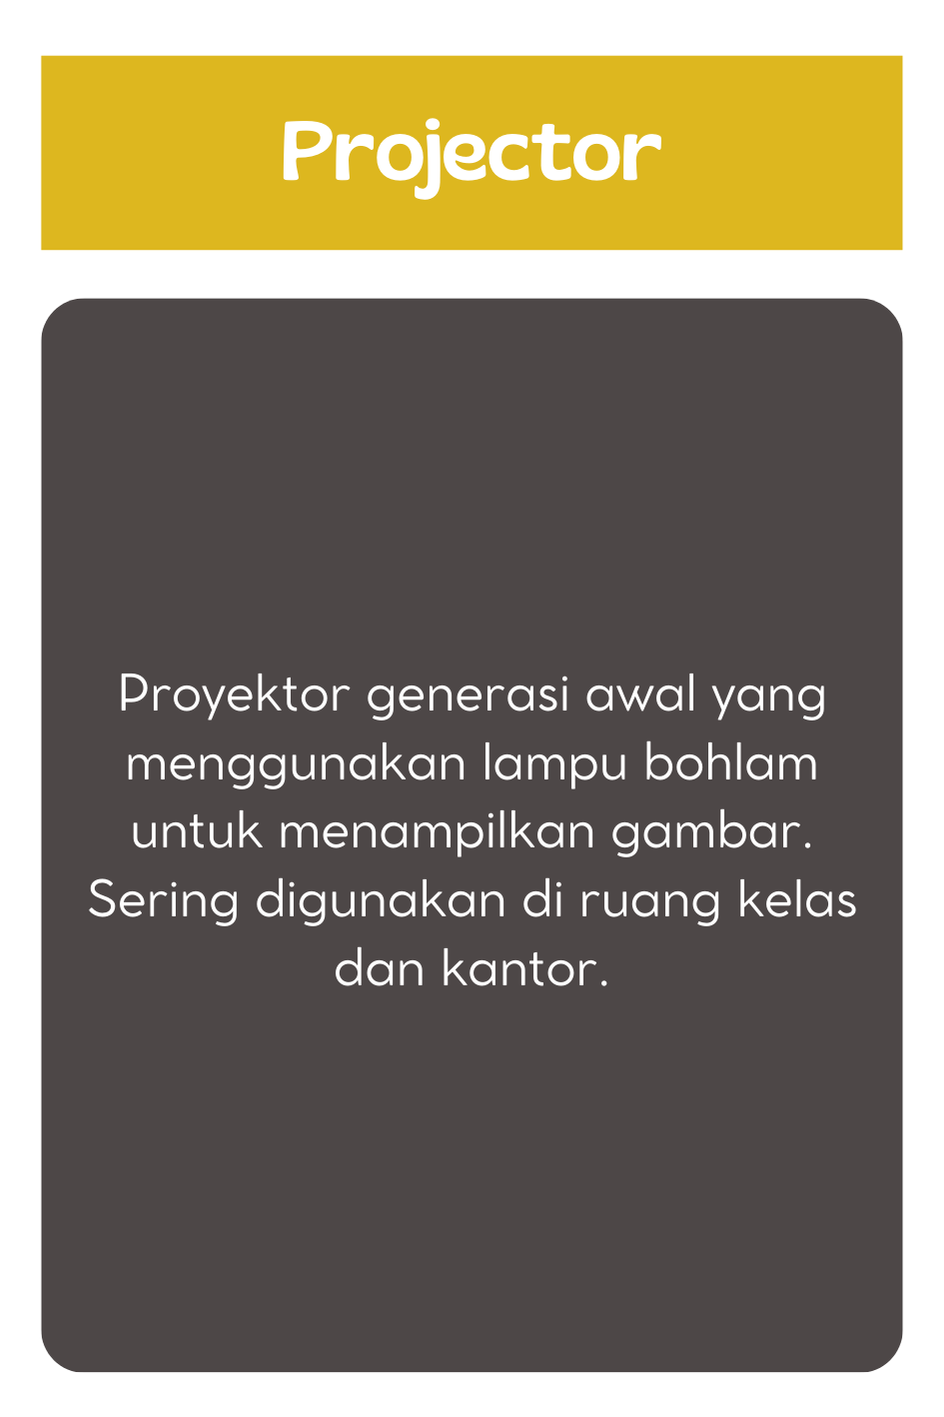 Projector
Proyektor generasi awal yang
menggunakan lampu bohlam
untuk menampilkan gambar.
Sering digunakan di ruang kelas
dan kantor.